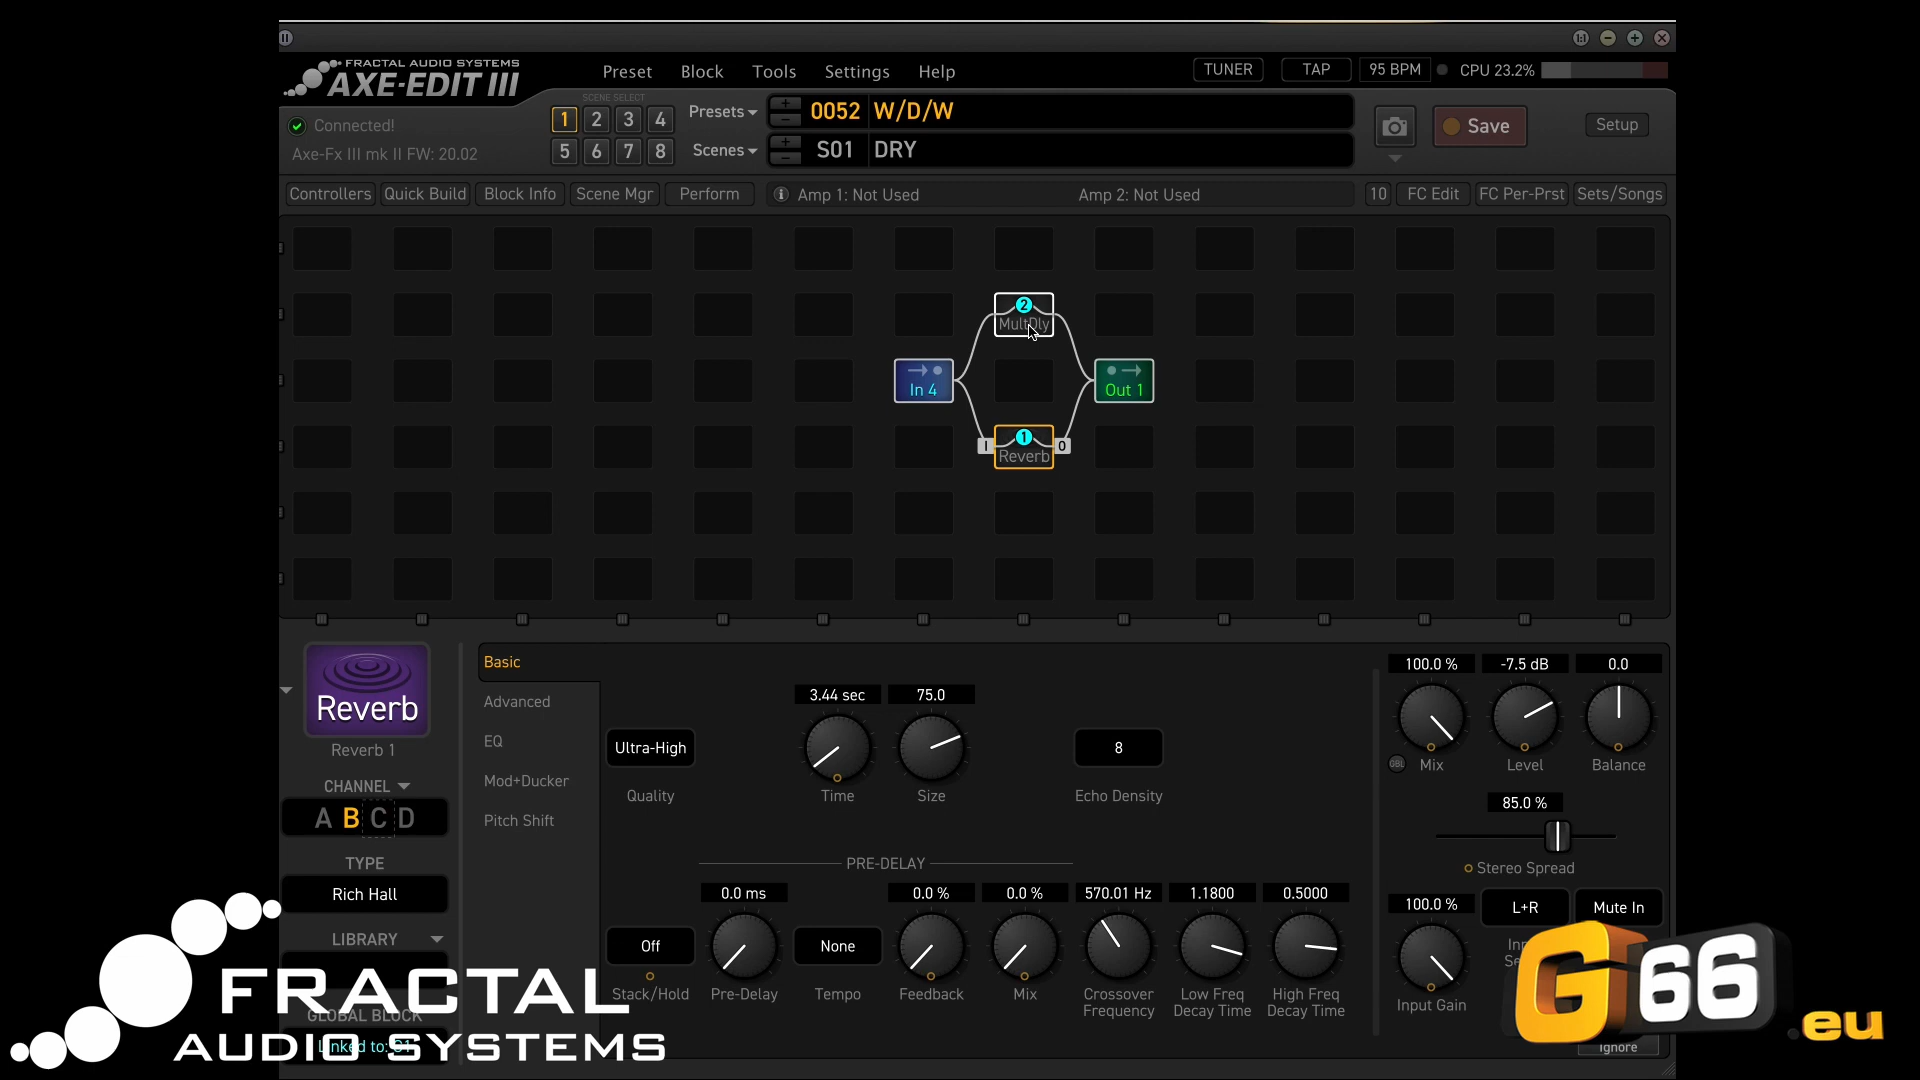 FRACTAL AUDIO SYSTEMS
AXE-EDIT III
Preset Block Tools Settings Help
TUNER TAP 95 BPM CPU 23.2%
Connected!
Axe-Fx III mk II FW: 20.02
SCENE SELECT
1 2 3 4
5 6 7 8
Presets 0052 W/D/W
Scenes S01 DRY
Save
Setup
Controllers Quick Build Block Info Scene Mgr Perform
Amp 1: Not Used Amp 2: Not Used
10 FC Edit FC Per-Prst Sets/Songs
2
MultDly
In 4
Out 1
I 1 O
Reverb
Reverb
Reverb 1
CHANNEL
A B C D
TYPE
Rich Hall
LIBRARY
GLOBAL BLOCK
Linked to:
Basic
Advanced
EQ
Mod+Ducker
Pitch Shift
3.44 sec 75.0
Ultra-High 8
Quality Time Size Echo Density
PRE-DELAY
0.0 ms 0.0 % 0.0 % 570.01 Hz 1.1800 0.5000
Off None
Stack/Hold Pre-Delay Tempo Feedback Mix Crossover Frequency Low Freq Decay Time High Freq Decay Time
100.0 % -7.5 dB 0.0
GBL Mix Level Balance
85.0 %
Stereo Spread
100.0 % L+R Mute In
Input Gain
Ignore
FRACTAL
AUDIO SYSTEMS
G66
.eu